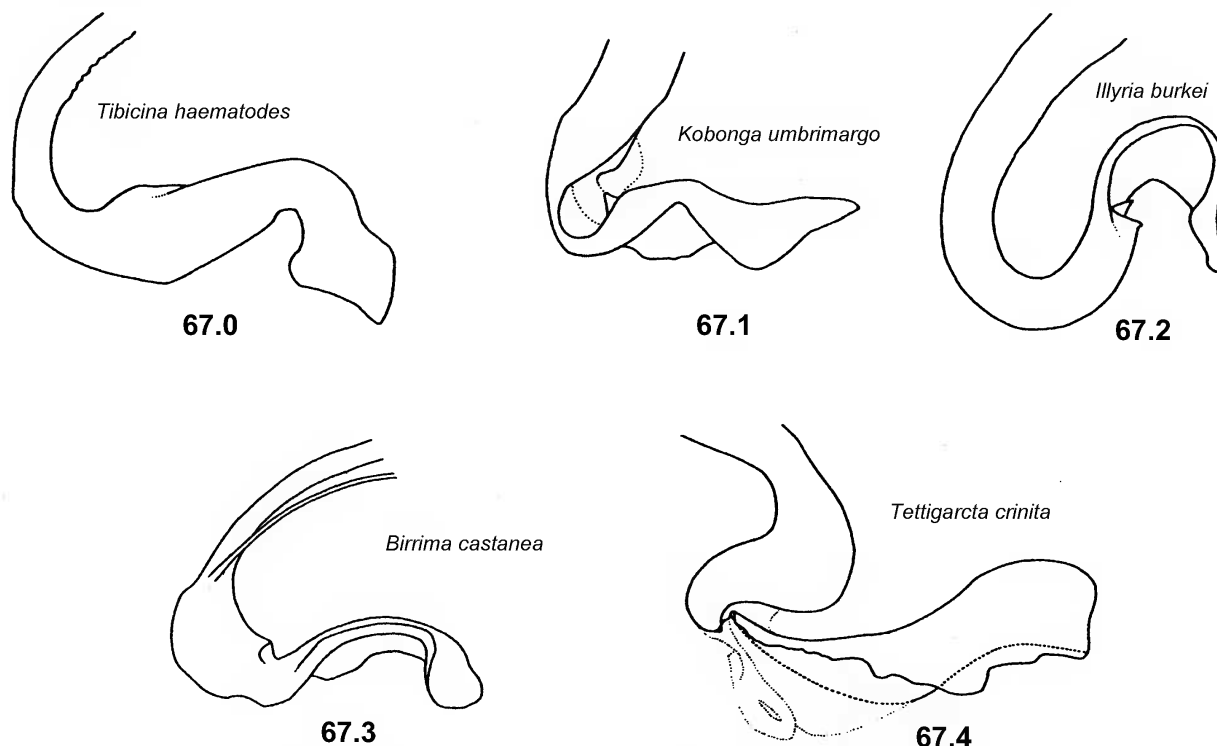 Tibicina haematodes
Kobonga umbrimargo
Illyria burkei
67.0
67.1
67.2
Birrima castanea
Tettigarcta crinita
67.3
67.4